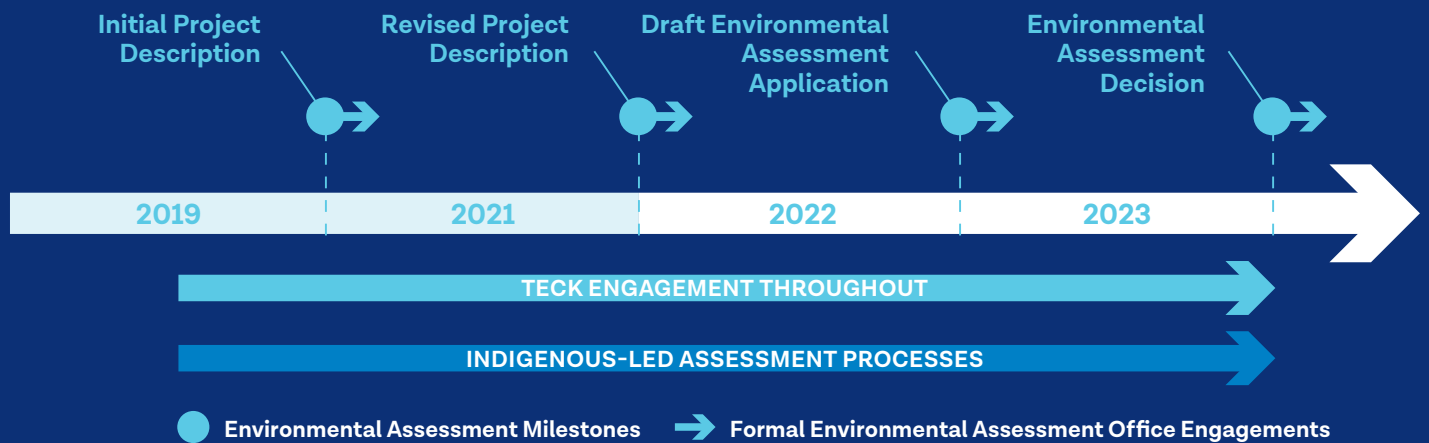 Initial Project
Description
Revised Project
Description
Draft Environmental
Assessment
Application
Environmental
Assessment
Decision
2019
2021
2022
2023
TECK ENGAGEMENT THROUGHOUT
INDIGENOUS-LED ASSESSMENT PROCESSES
Environmental Assessment Milestones
Formal Environmental Assessment Office Engagements